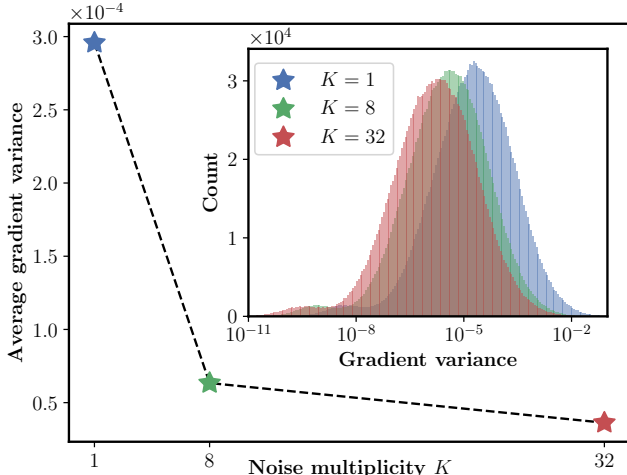 ×10⁻⁴
3.0
2.5
2.0
1.5
1.0
0.5
Average gradient variance
1
8
32
Noise multiplicity K
×10⁴
3
2
1
0
Count
K = 1
K = 8
K = 32
10⁻¹¹
10⁻⁸
10⁻⁵
10⁻²
Gradient variance